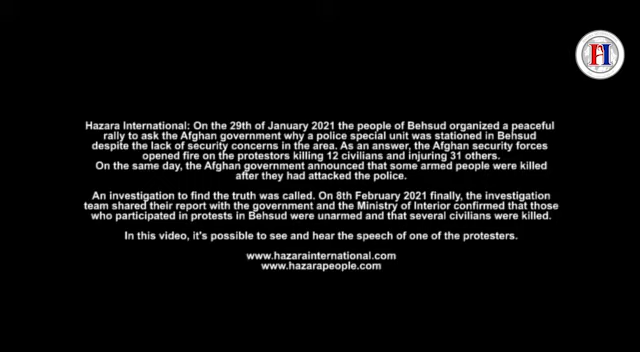 Hazara International: On the 29th of January 2021 the people of Behsud organized a peaceful
rally to ask the Afghan government why a police special unit was stationed in Behsud
despite the lack of security concerns in the area. As an answer, the Afghan security forces
opened fire on the protestors killing 12 civilians and injuring 31 others.
On the same day, the Afghan government announced that some armed people were killed
after they had attacked the police.
An investigation to find the truth was called. On 8th February 2021 finally, the investigation
team shared their report with the government and the Ministry of Interior confirmed that those
who participated in protests in Behsud were unarmed and that several civilians were killed.
In this video, it's possible to see and hear the speech of one of the protesters.
www.hazarainternational.com
www.hazarapeople.com